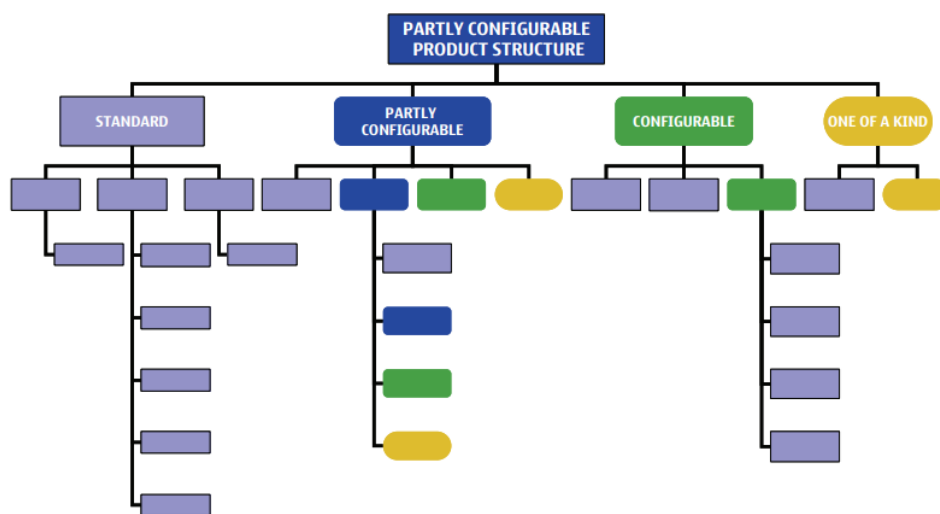 PARTLY CONFIGURABLE
PRODUCT STRUCTURE
STANDARD
PARTLY
CONFIGURABLE
CONFIGURABLE
ONE OF A KIND